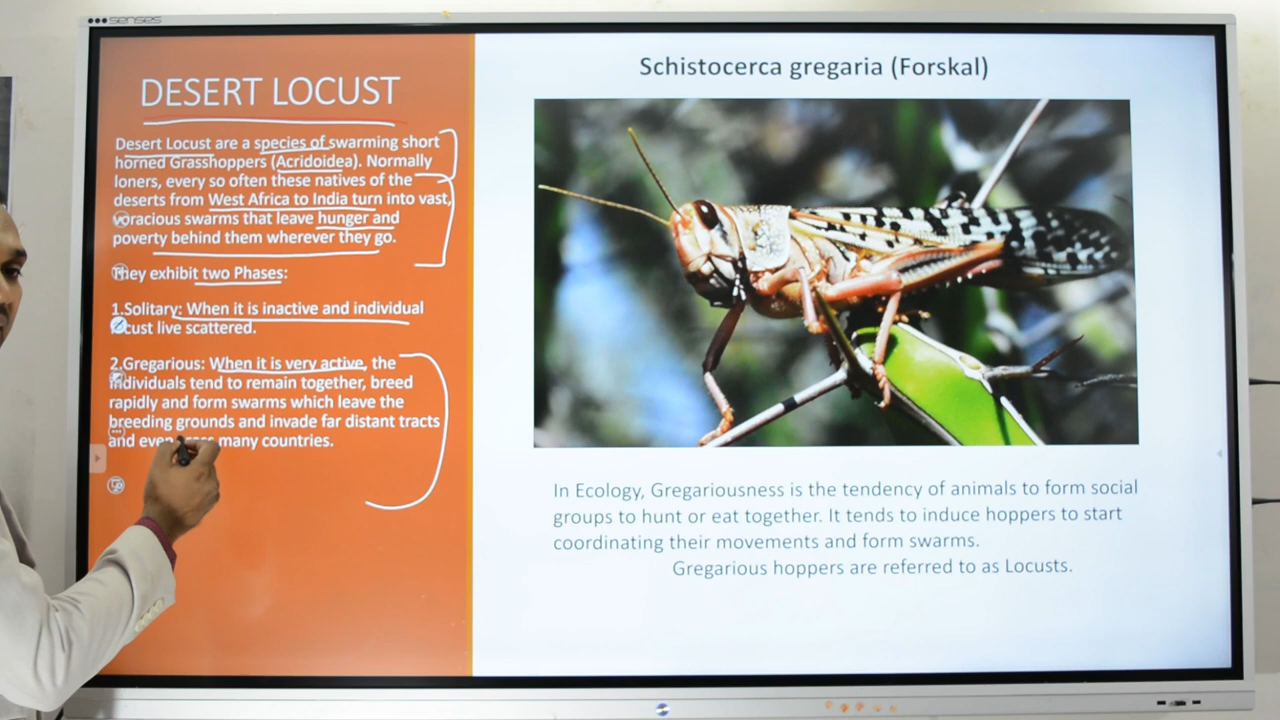 senses
DESERT LOCUST
Desert Locust are a species of swarming short
horned Grasshoppers (Acridoidea). Normally
loners, every so often these natives of the
deserts from West Africa to India turn into vast,
voracious swarms that leave hunger and
poverty behind them wherever they go.
They exhibit two Phases:
1.Solitary: When it is inactive and individual
live scattered.
2.Gregarious: When it is very active, the
individuals tend to remain together, breed
rapidly and form swarms which leave the
breeding grounds and invade far distant tracts
and even many countries.
Schistocerca gregaria (Forskal)
In Ecology, Gregariousness is the tendency of animals to form social
groups to hunt or eat together. It tends to induce hoppers to start
coordinating their movements and form swarms.
Gregarious hoppers are referred to as Locusts.